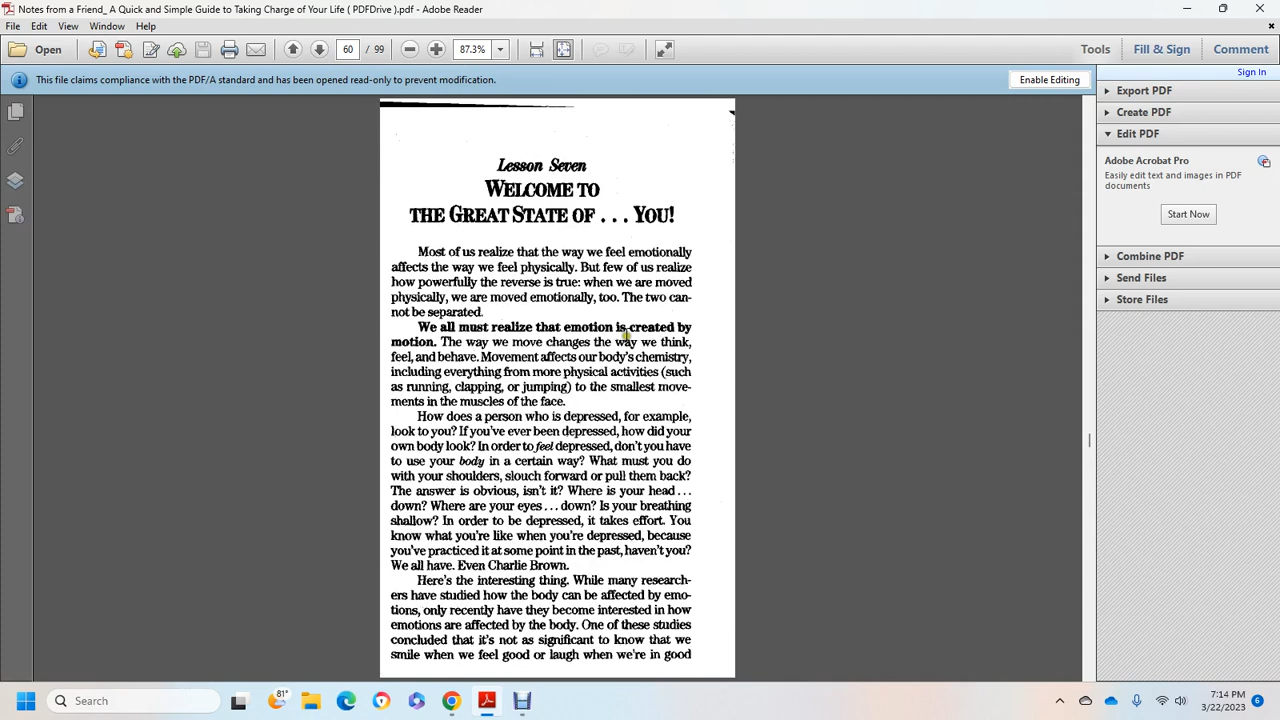 Notes from a Friend_ A Quick and Simple Guide to Taking Charge of Your Life ( PDFDrive ).pdf - Adobe Reader
File Edit View Window Help
Open 60 / 99 87.3% Tools Fill & Sign Comment
This file claims compliance with the PDF/A standard and has been opened read-only to prevent modification. Enable Editing
Sign In
Export PDF
Create PDF
Edit PDF
Adobe Acrobat Pro
Easily edit text and images in PDF
documents
Start Now
Combine PDF
Send Files
Store Files
Lesson Seven
WELCOME TO
THE GREAT STATE OF . . . YOU!
Most of us realize that the way we feel emotionally
affects the way we feel physically. But few of us realize
how powerfully the reverse is true: when we are moved
physically, we are moved emotionally, too. The two can-
not be separated.
We all must realize that emotion is created by
motion. The way we move changes the way we think,
feel, and behave. Movement affects our body's chemistry,
including everything from more physical activities (such
as running, clapping, or jumping) to the smallest move-
ments in the muscles of the face.
How does a person who is depressed, for example,
look to you? If you've ever been depressed, how did your
own body look? In order to feel depressed, don't you have
to use your body in a certain way? What must you do
with your shoulders, slouch forward or pull them back?
The answer is obvious, isn't it? Where is your head . . .
down? Where are your eyes . . . down? Is your breathing
shallow? In order to be depressed, it takes effort. You
know what you're like when you're depressed, because
you've practiced it at some point in the past, haven't you?
We all have. Even Charlie Brown.
Here's the interesting thing. While many research-
ers have studied how the body can be affected by emo-
tions, only recently have they become interested in how
emotions are affected by the body. One of these studies
concluded that it's not as significant to know that we
smile when we feel good or laugh when we're in good
Search
81°
7:14 PM
3/22/2023
6